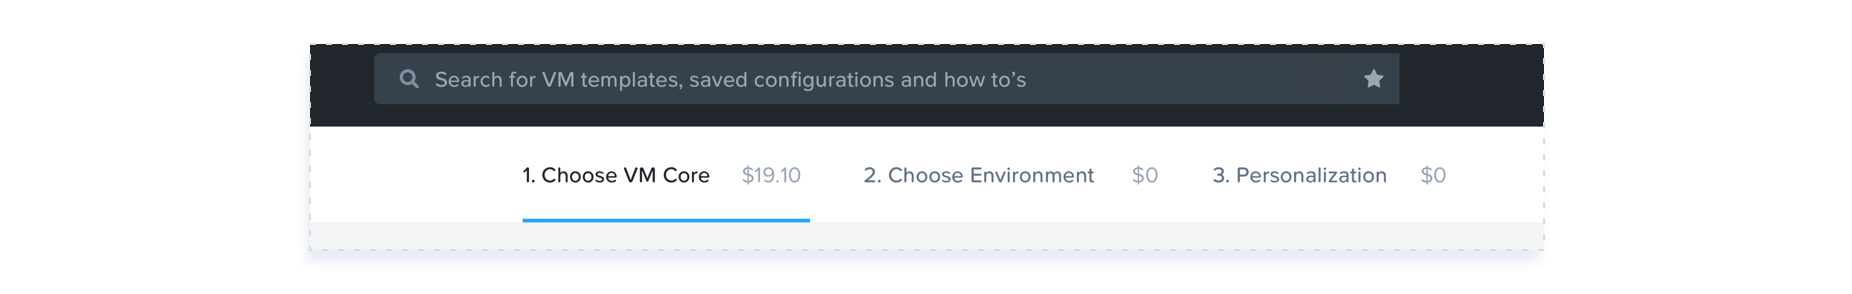 Search for VM templates, saved configurations and how to’s
1. Choose VM Core $19.10 2. Choose Environment $0 3. Personalization $0